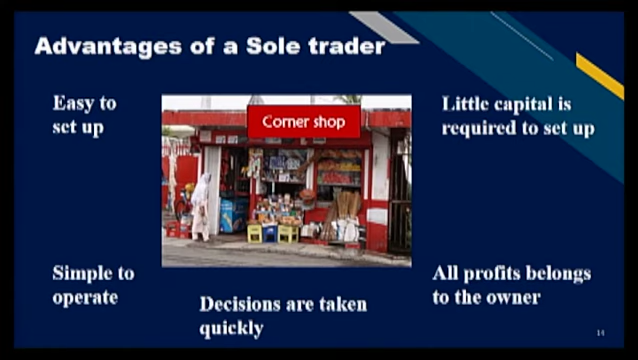 Advantages of a Sole trader
Easy to
set up
Corner shop
Little capital is
required to set up
Simple to
operate
Decisions are taken
quickly
All profits belongs
to the owner
14